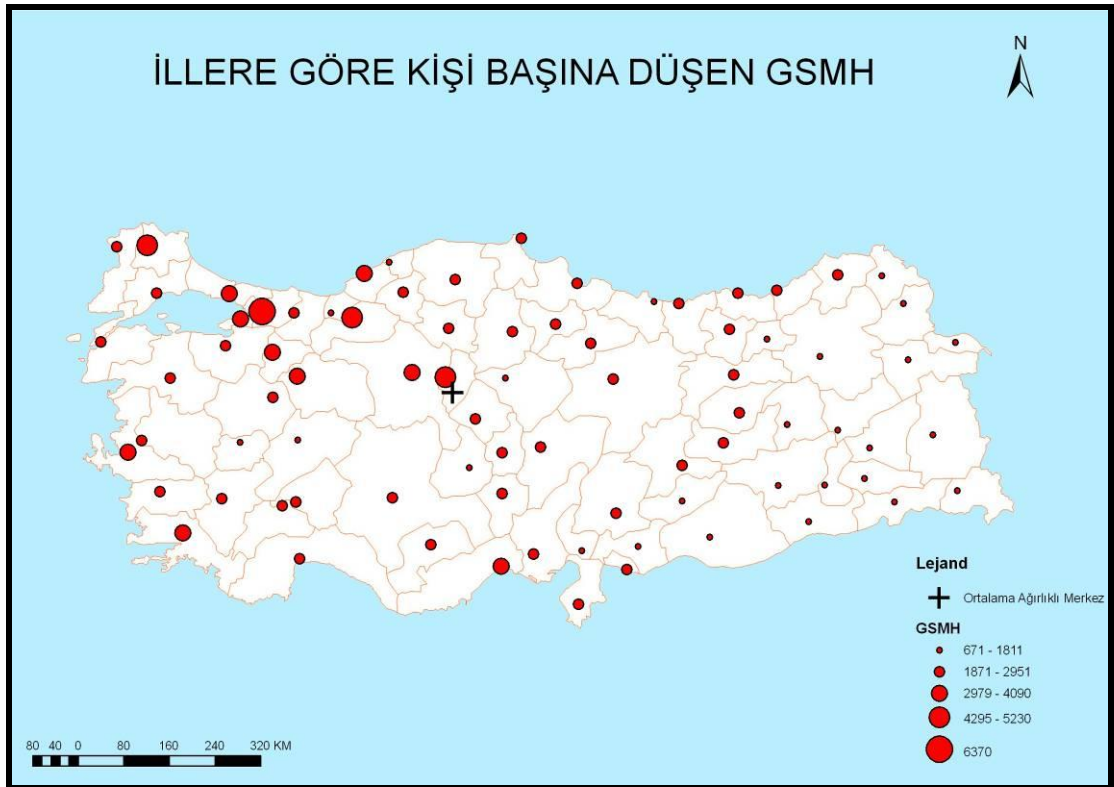 İLLERE GÖRE KİŞİ BAŞINA DÜŞEN GSMH
N
Lejand
Ortalama Ağırlıklı Merkez
GSMH
671 - 1811
1871 - 2951
2979 - 4090
4295 - 5230
6370
80 40 0 80 160 240 320 KM